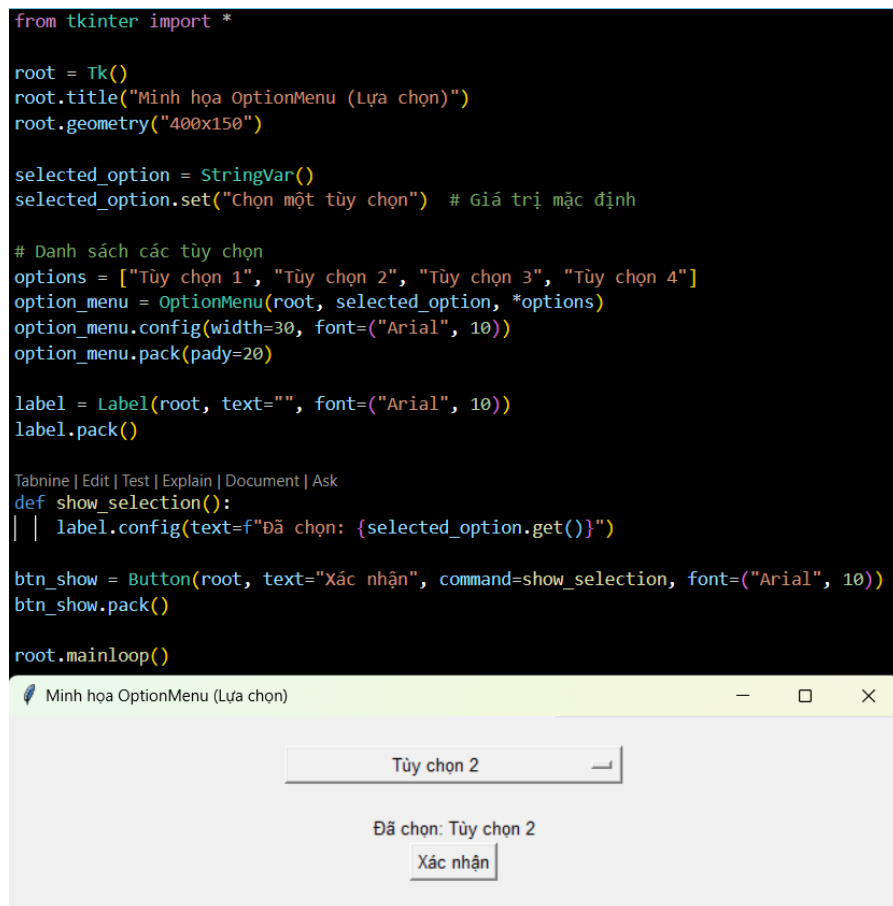 from tkinter import *
root = Tk()
root.title("Minh họa OptionMenu (Lựa chọn)")
root.geometry("400x150")
selected_option = StringVar()
selected_option.set("Chọn một tùy chọn")  # Giá trị mặc định
# Danh sách các tùy chọn
options = ["Tùy chọn 1", "Tùy chọn 2", "Tùy chọn 3", "Tùy chọn 4"]
option_menu = OptionMenu(root, selected_option, *options)
option_menu.config(width=30, font=("Arial", 10))
option_menu.pack(pady=20)
label = Label(root, text="", font=("Arial", 10))
label.pack()
Tabnine | Edit | Test | Explain | Document | Ask
def show_selection():
    label.config(text=f"Đã chọn: {selected_option.get()}")
btn_show = Button(root, text="Xác nhận", command=show_selection, font=("Arial", 10))
btn_show.pack()
root.mainloop()
Minh họa OptionMenu (Lựa chọn)
Tùy chọn 2
Đã chọn: Tùy chọn 2
Xác nhận